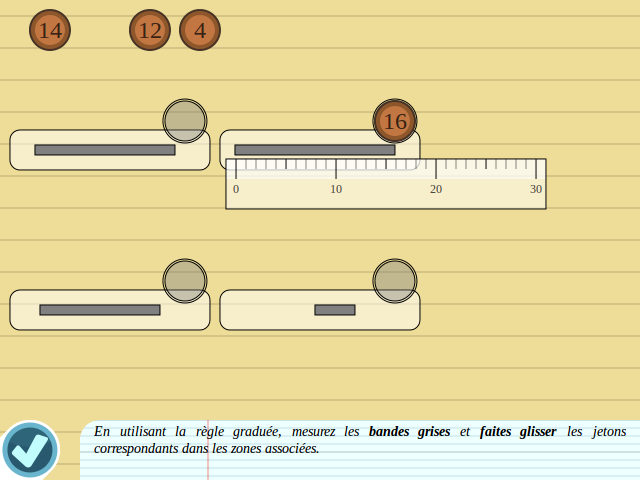 14 12 4
16
0 10 20 30
En utilisant la règle graduée, mesurez les bandes grises et faites glisser les jetons
correspondants dans les zones associées.